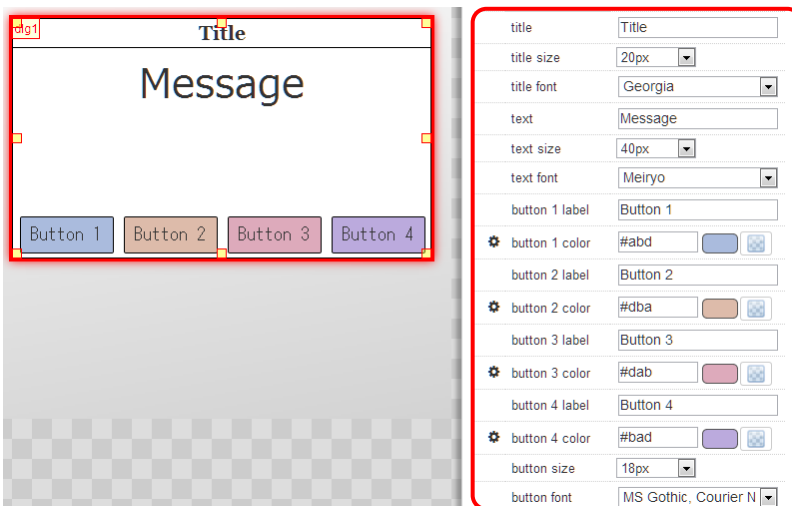 dlg1
Title
Message
Button 1 Button 2 Button 3 Button 4
title Title
title size 20px
title font Georgia
text Message
text size 40px
text font Meiryo
button 1 label Button 1
button 1 color #abd
button 2 label Button 2
button 2 color #dba
button 3 label Button 3
button 3 color #dab
button 4 label Button 4
button 4 color #bad
button size 18px
button font MS Gothic, Courier N